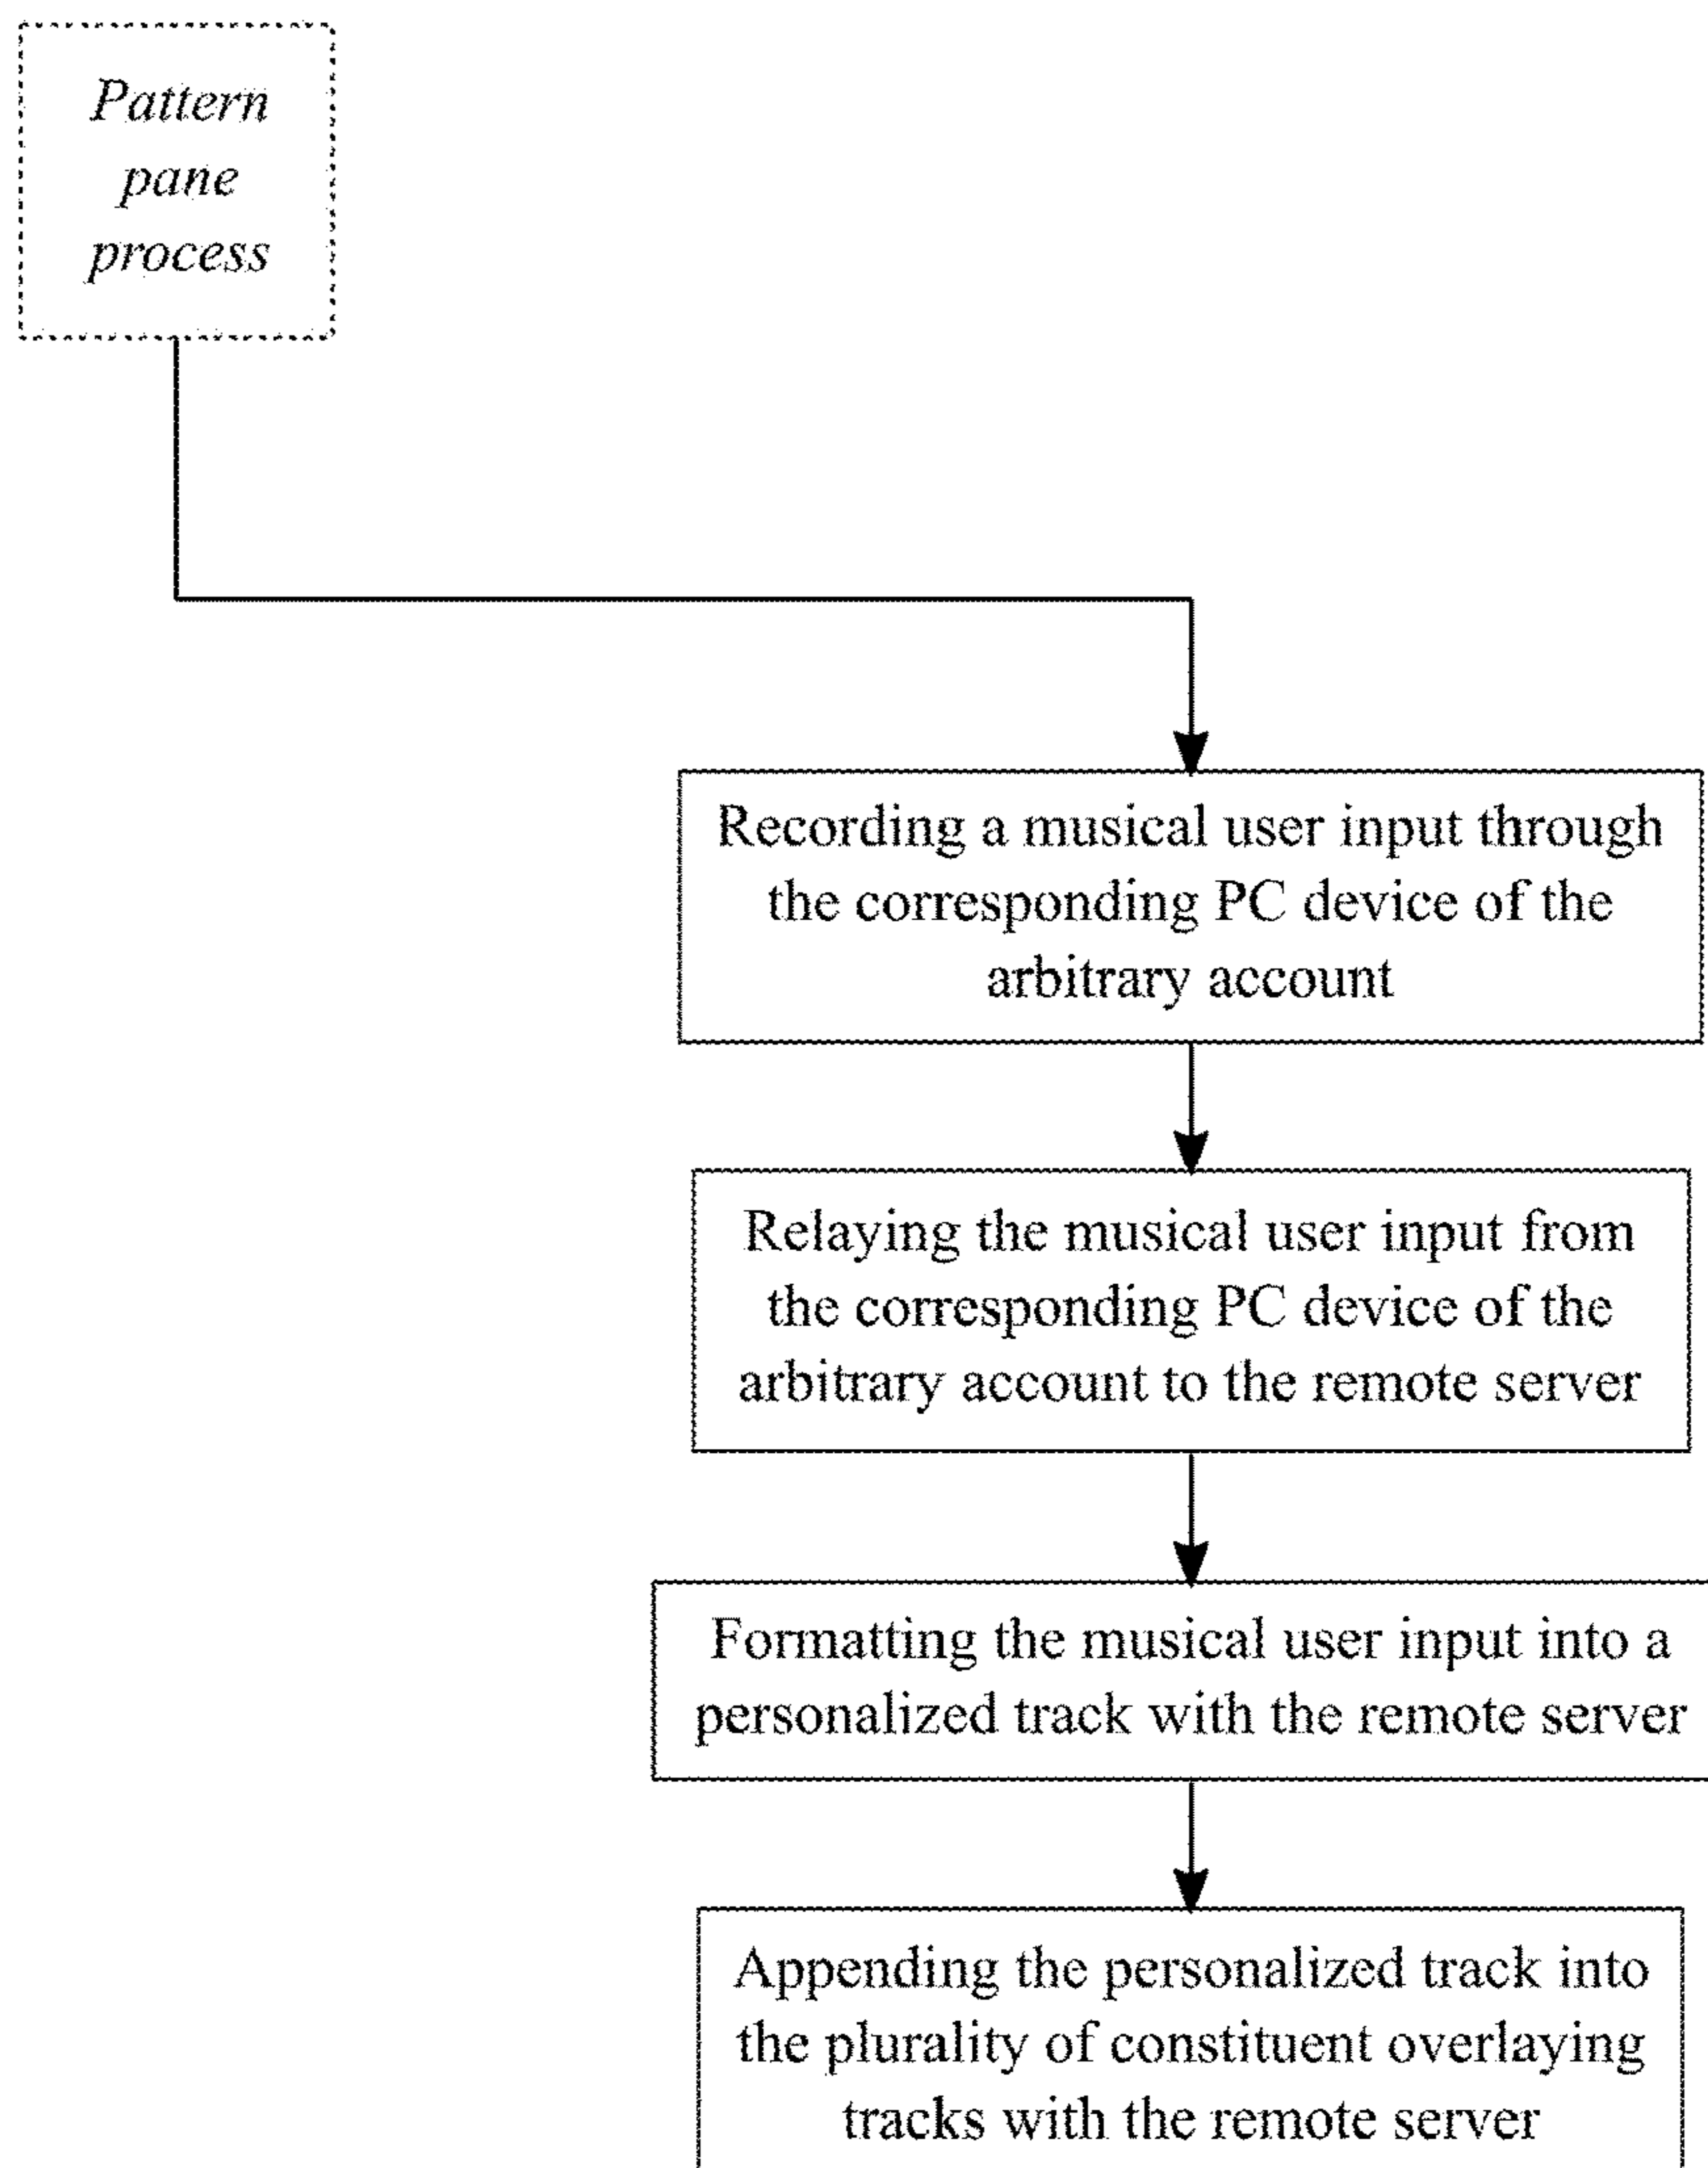 Pattern
pane
process
Recording a musical user input through
the corresponding PC device of the
arbitrary account
Relaying the musical user input from
the corresponding PC device of the
arbitrary account to the remote server
Formatting the musical user input into a
personalized track with the remote server
Appending the personalized track into
the plurality of constituent overlaying
tracks with the remote server